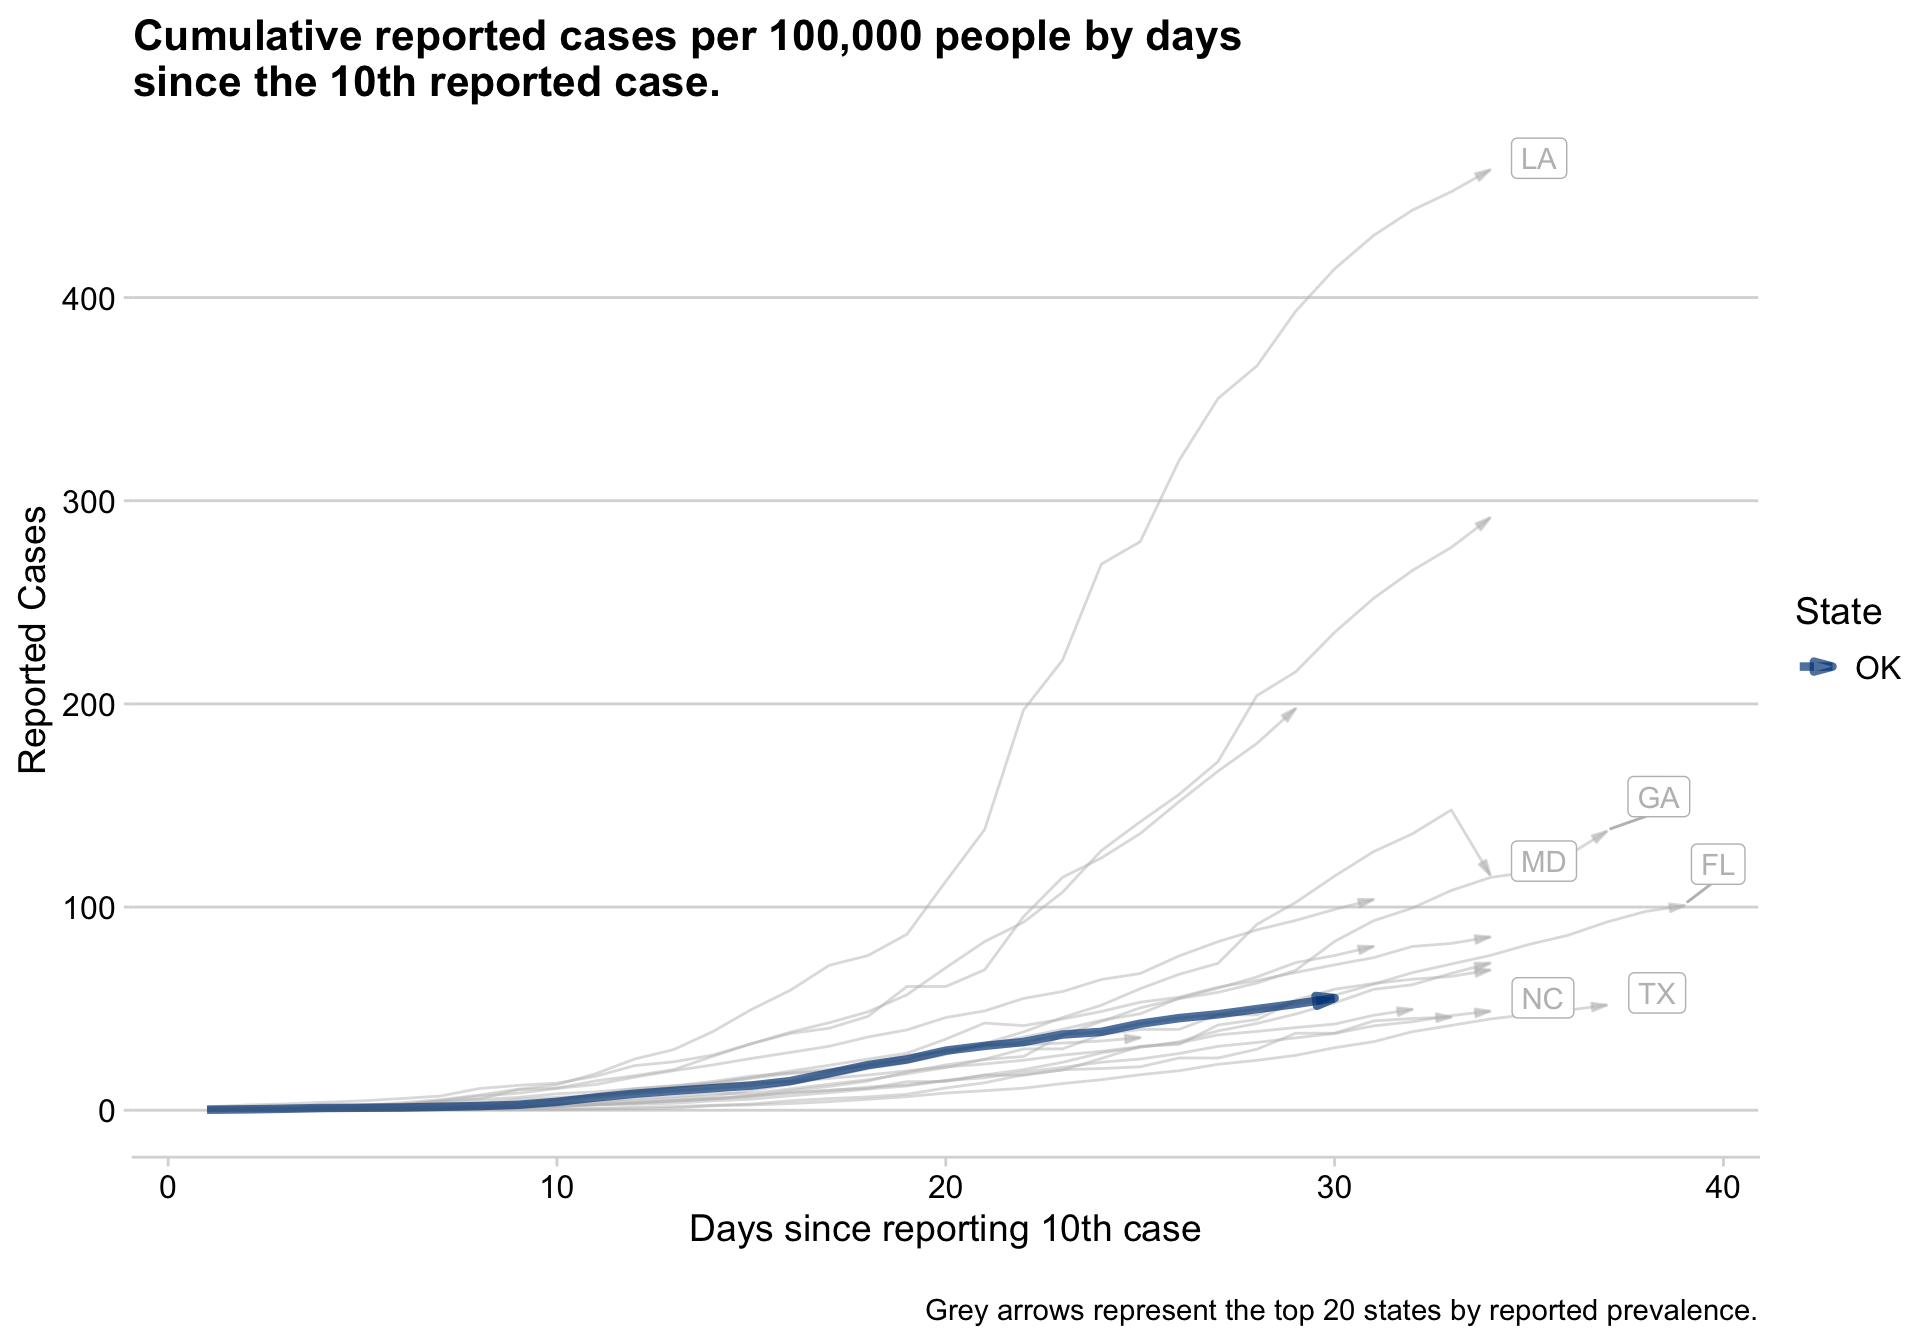 Cumulative reported cases per 100,000 people by days
since the 10th reported case.
LA
400
300
200
100
0
Reported Cases
GA
MD
FL
NC
TX
State
OK
0
10
20
30
40
Days since reporting 10th case
Grey arrows represent the top 20 states by reported prevalence.